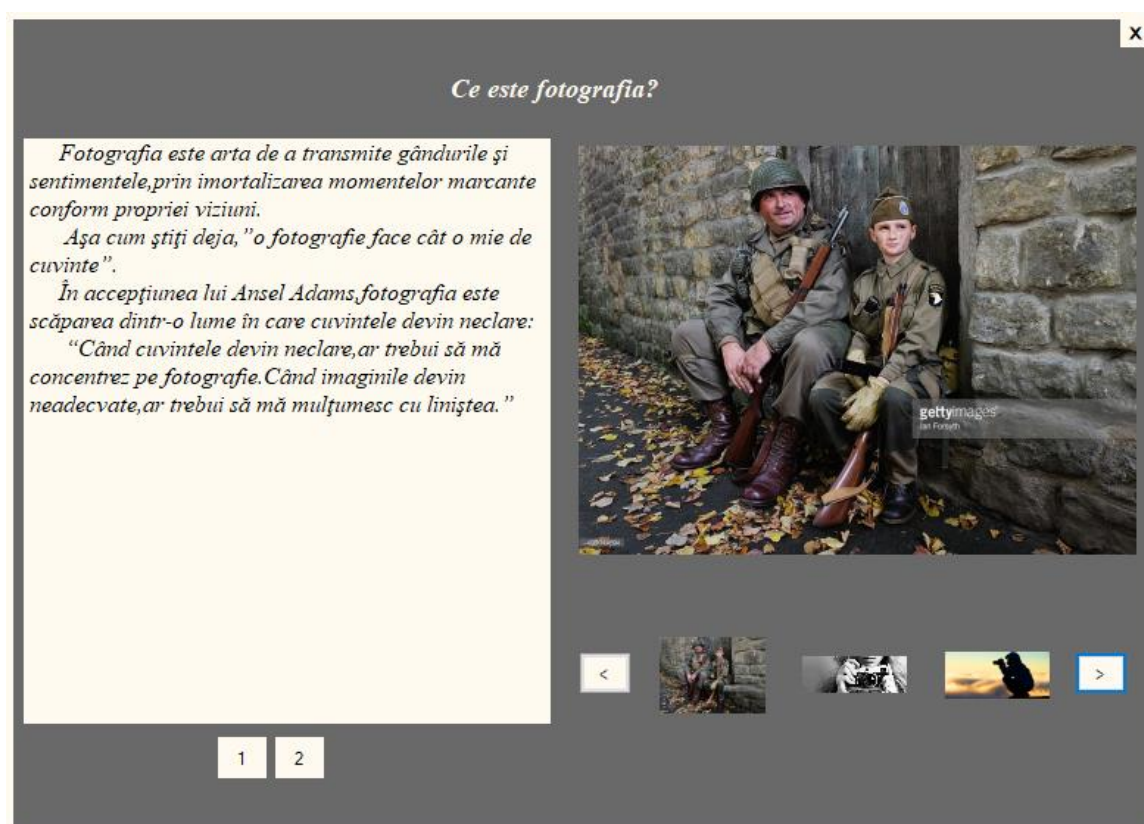 X
Ce este fotografia?
Fotografia este arta de a transmite gândurile şi
sentimentele,prin imortalizarea momentelor marcante
conform propriei viziuni.
Aşa cum ştiţi deja,”o fotografie face cât o mie de
cuvinte”.
În accepţiunea lui Ansel Adams,fotografia este
scăparea dintr-o lume în care cuvintele devin neclare:
“Când cuvintele devin neclare,ar trebui să mă
concentrez pe fotografie.Când imaginile devin
neadecvate,ar trebui să mă mulţumesc cu liniştea.”
gettyimages
Ian Forsyth
< >
1 2